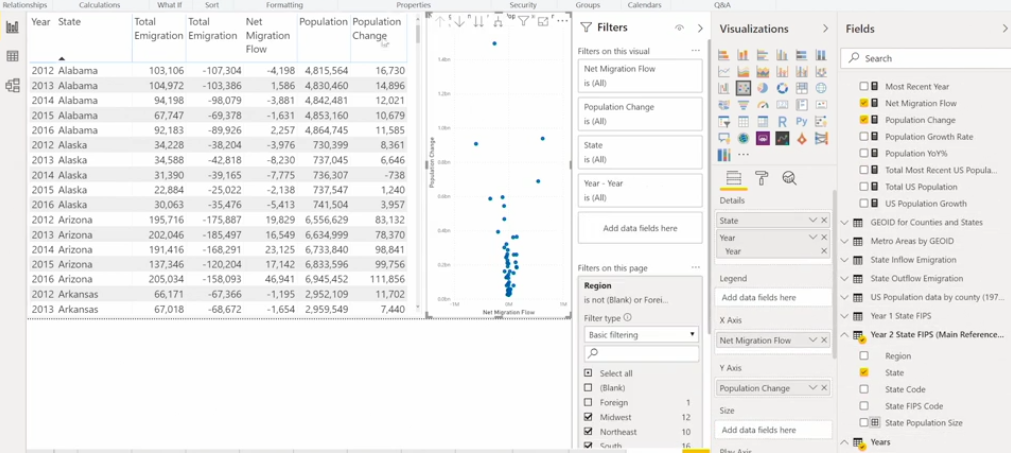 Relationships Calculations What If Sort Formatting Properties Security Groups Calendars Q&A
Year State Total Emigration Total Emigration Net Migration Flow Population Population Change
2012 Alabama 103,106 -107,304 -4,198 4,815,564 16,730
2013 Alabama 104,972 -103,386 1,586 4,830,460 14,896
2014 Alabama 94,198 -98,079 -3,881 4,842,481 12,021
2015 Alabama 67,747 -69,378 -1,631 4,853,160 10,679
2016 Alabama 92,183 -89,926 2,257 4,864,745 11,585
2012 Alaska 34,228 -38,204 -3,976 730,399 8,361
2013 Alaska 34,588 -42,818 -8,230 737,045 6,646
2014 Alaska 31,390 -39,165 -7,775 736,307 -738
2015 Alaska 22,884 -25,022 -2,138 737,547 1,240
2016 Alaska 30,063 -35,476 -5,413 741,504 3,957
2012 Arizona 195,716 -175,887 19,829 6,556,629 83,132
2013 Arizona 202,046 -185,497 16,549 6,634,999 78,370
2014 Arizona 191,416 -168,291 23,125 6,733,840 98,841
2015 Arizona 137,346 -120,204 17,142 6,833,596 99,756
2016 Arizona 205,034 -158,093 46,941 6,945,452 111,856
2012 Arkansas 66,171 -67,366 -1,195 2,952,109 11,702
2013 Arkansas 67,018 -68,672 -1,654 2,959,549 7,440
Population Change
-1M 0M 1M
Net Migration Flow
Filters
Filters on this visual
Net Migration Flow
is (All)
Population Change
is (All)
State
is (All)
Year - Year
is (All)
Add data fields here
Filters on this page
Region
is not (Blank) or Forei...
Filter type
Basic filtering
Select all
(Blank)
Foreign 1
Midwest 12
Northeast 10
South 16
Visualizations
Details
State
Year
Year
Legend
Add data fields here
X Axis
Net Migration Flow
Y Axis
Population Change
Size
Add data fields here
Play Axis
Fields
Search
Most Recent Year
Net Migration Flow
Population Change
Population Growth Rate
Population YoY%
Total Most Recent US Popula...
Total US Population
US Population Growth
GEOID for Counties and States
Metro Areas by GEOID
State Inflow Emigration
State Outflow Emigration
US Population data by county (197...
Year 1 State FIPS
Year 2 State FIPS (Main Reference...
Region
State
State Code
State FIPS Code
State Population Size
Years